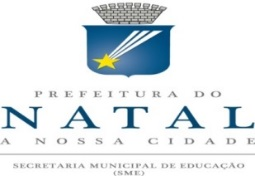 PREFEITURA DO
NATAL
A NOSSA CIDADE
SECRETARIA MUNICIPAL DE EDUCAÇÃO
(SME)